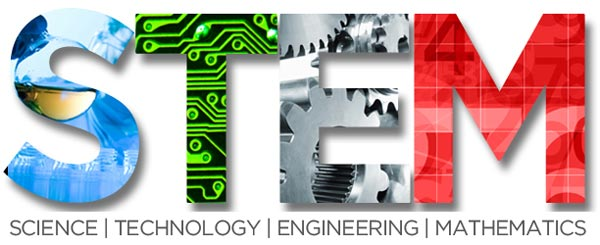 STEM
SCIENCE | TECHNOLOGY | ENGINEERING | MATHEMATICS